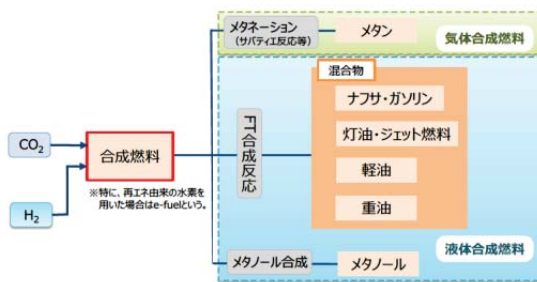 CO2
H2
合成燃料
※特に、再エネ由来の水素を
用いた場合はe-fuelという。
メタネーション
(サバティエ反応等)
メタン
気体合成燃料
FT合成反応
混合物
ナフサ・ガソリン
灯油・ジェット燃料
軽油
重油
メタノール合成
メタノール
液体合成燃料